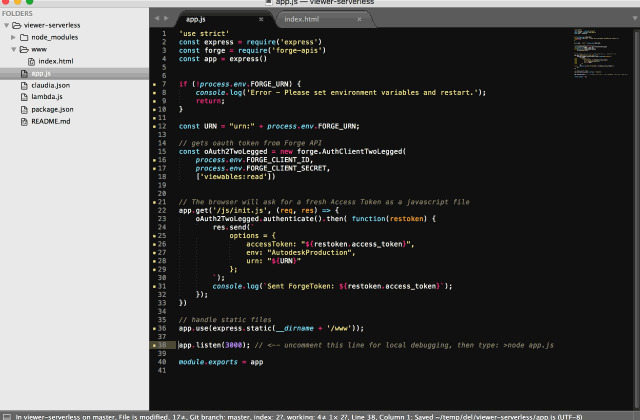 viewer-serverless
FOLDERS
viewer-serverless
node_modules
www
index.html
app.js
claudia.json
lambda.js
package.json
README.md
app.js
index.html
1 'use strict'
2 const express = require('express')
3 const forge = require('forge-apis')
4 const app = express()
5
6
7 if ( !process.env.FORGE_URN) {
8 console.log('Error - Please set environment variables and restart.');
9 return;
10 }
11
12 const URN = "urn:" + process.env.FORGE_URN;
13
14 // gets oauth token from Forge API
15 const oAuth2TwoLegged = new forge.AuthClientTwoLegged(
16 process.env.FORGE_CLIENT_ID,
17 process.env.FORGE_CLIENT_SECRET,
18 ['viewables:read'])
19
20
21 // The browser will ask for a fresh Access Token as a javascript file
22 app.get('/js/init.js', (req, res) => {
23 oAuth2TwoLegged.authenticate().then( function(restoken) {
24 res.send(`
25 options = {
26 accessToken: "${restoken.access_token}",
27 env: "AutodeskProduction",
28 urn: "${URN}"
29 };
30 `);
31 console.log(`Sent ForgeToken: ${restoken.access_token}`);
32 });
33 })
34
35 // handle static files
36 app.use(express.static(__dirname + '/www'));
37
38 app.listen(3000); // <-- uncomment this line for local debugging, then type: >node app.js
39
40 module.exports = app
41
In viewer-serverless on master, File is modified, 17≠, Git branch: master, index: 2?, working: 4≠ 1× 2?, Line 38, Column 1; Saved ~/temp/del/viewer-serverless/app.js (UTF-8)